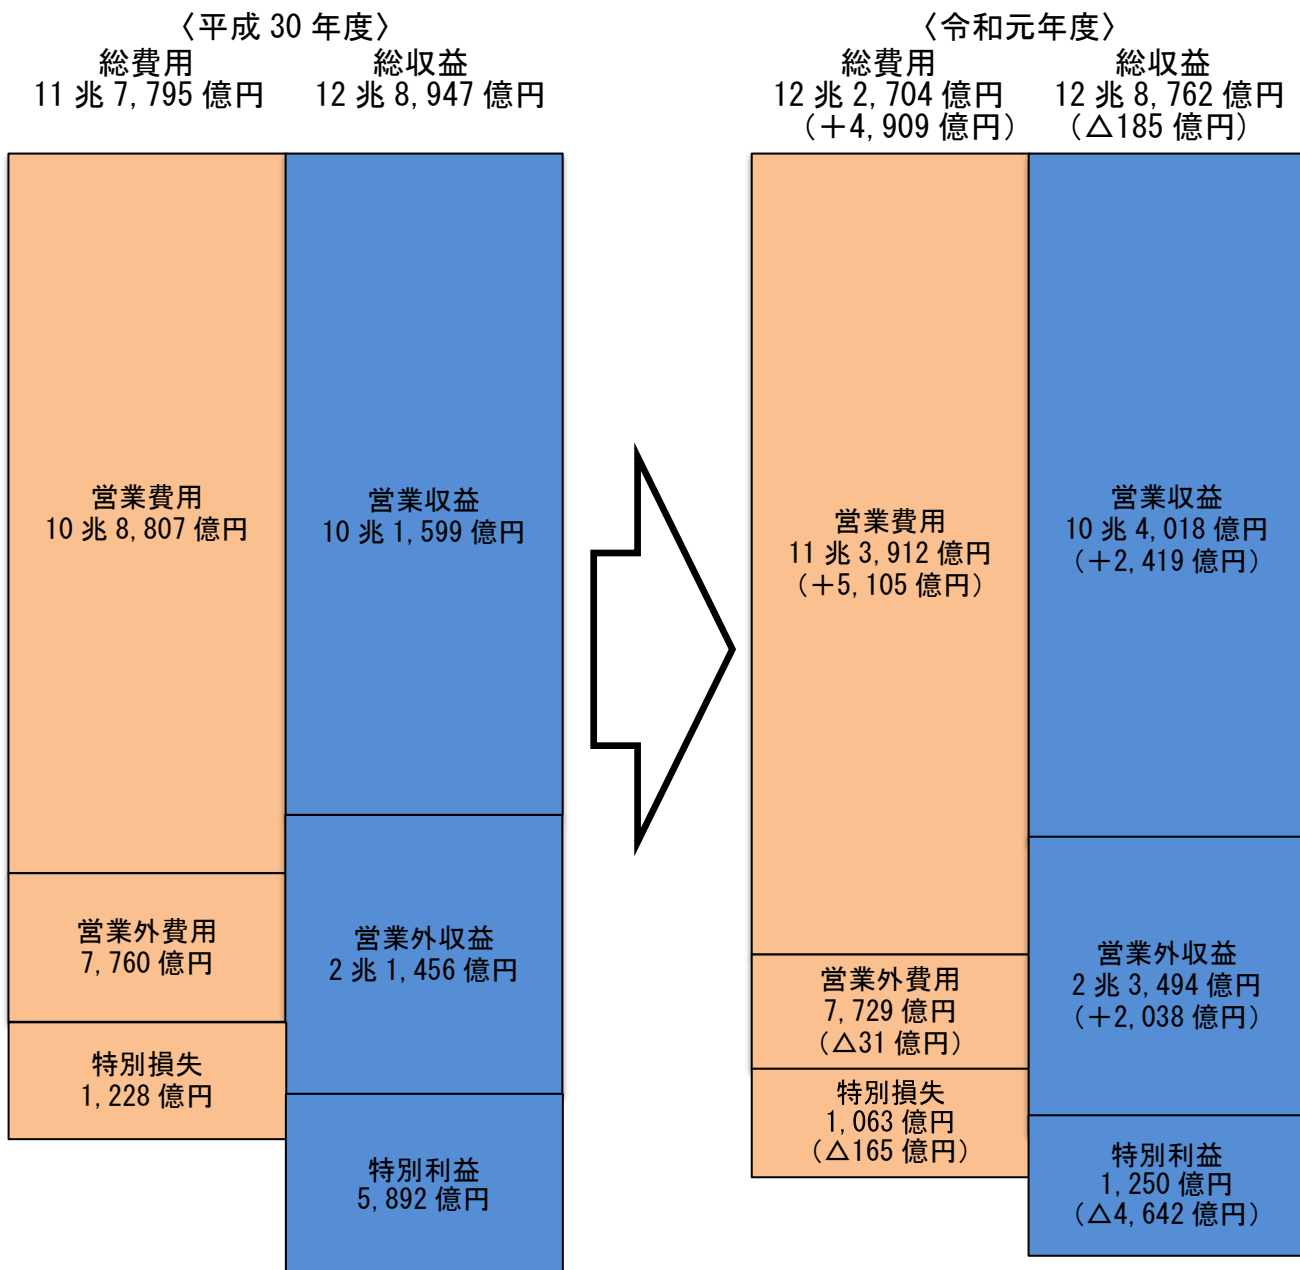 〈平成 30 年度〉
総費用
11 兆 7,795 億円
総収益
12 兆 8,947 億円
営業費用
10 兆 8,807 億円
営業外費用
7,760 億円
特別損失
1,228 億円
営業収益
10 兆 1,599 億円
営業外収益
2 兆 1,456 億円
特別利益
5,892 億円
〈令和元年度〉
総費用
12 兆 2,704 億円
（＋4,909 億円）
総収益
12 兆 8,762 億円
（△185 億円）
営業費用
11 兆 3,912 億円
（＋5,105 億円）
営業外費用
7,729 億円
（△31 億円）
特別損失
1,063 億円
（△165 億円）
営業収益
10 兆 4,018 億円
（＋2,419 億円）
営業外収益
2 兆 3,494 億円
（＋2,038 億円）
特別利益
1,250 億円
（△4,642 億円）